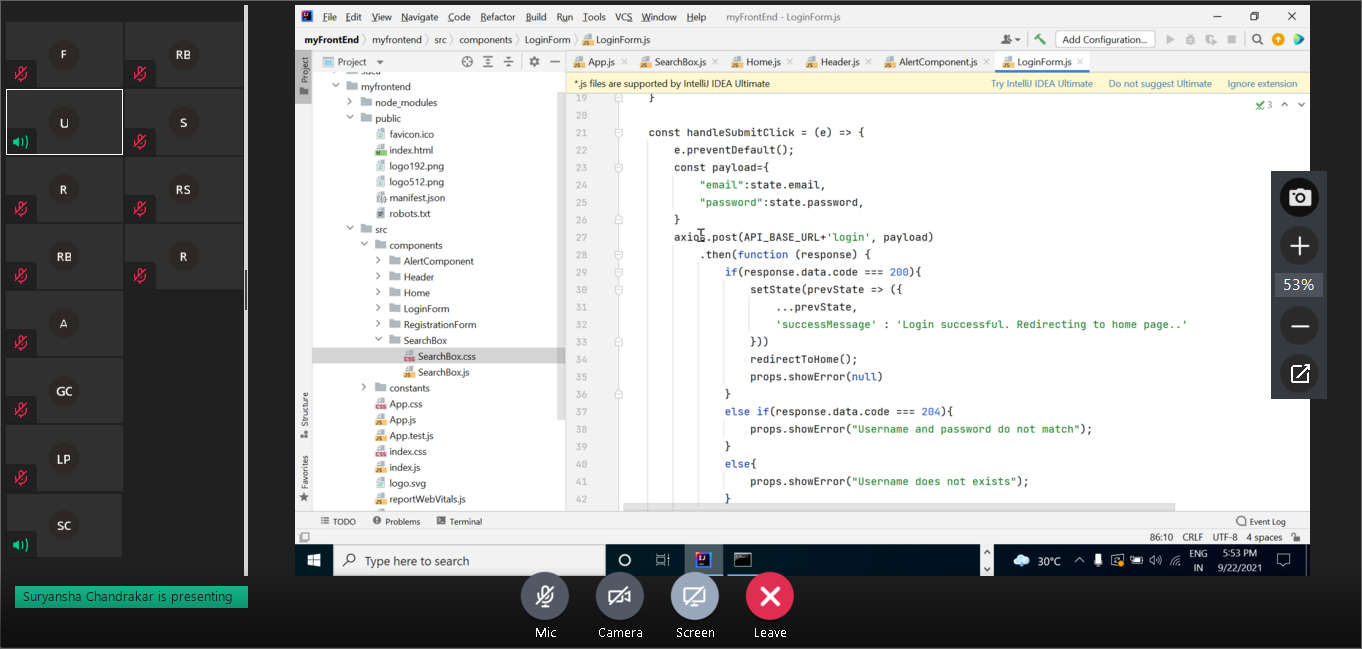 F
RB
U
S
R
RS
RB
R
A
GC
LP
SC
Suryansha Chandrakar is presenting
File Edit View Navigate Code Refactor Build Run Tools VCS Window Help myFrontEnd - LoginForm.js
myFrontEnd myfrontend src components LoginForm LoginForm.js
Add Configuration...
Project
Project
App.js SearchBox.js Home.js Header.js AlertComponent.js LoginForm.js
*.js files are supported by IntelliJ IDEA Ultimate
Try IntelliJ IDEA Ultimate Do not suggest Ultimate Ignore extension
3
.idea
myfrontend
node_modules
public
favicon.ico
index.html
logo192.png
logo512.png
manifest.json
robots.txt
src
components
AlertComponent
Header
Home
LoginForm
RegistrationForm
SearchBox
SearchBox.css
SearchBox.js
constants
App.css
App.js
App.test.js
index.css
index.js
logo.svg
reportWebVitals.js
Structure
Favorites
19 }
20
21 const handleSubmitClick = (e) => {
22 e.preventDefault();
23 const payload={
24 "email":state.email,
25 "password":state.password,
26 }
27 axios.post(API_BASE_URL+'login', payload)
28 .then(function (response) {
29 if(response.data.code === 200){
30 setState(prevState => ({
31 ...prevState,
32 'successMessage' : 'Login successful. Redirecting to home page..'
33 }))
34 redirectToHome();
35 props.showError(null)
36 }
37 else if(response.data.code === 204){
38 props.showError("Username and password do not match");
39 }
40 else{
41 props.showError("Username does not exists");
42 }
TODO Problems Terminal
Event Log
86:10 CRLF UTF-8 4 spaces
Type here to search
30°C
ENG
IN
5:53 PM
9/22/2021
53%
Mic
Camera
Screen
Leave